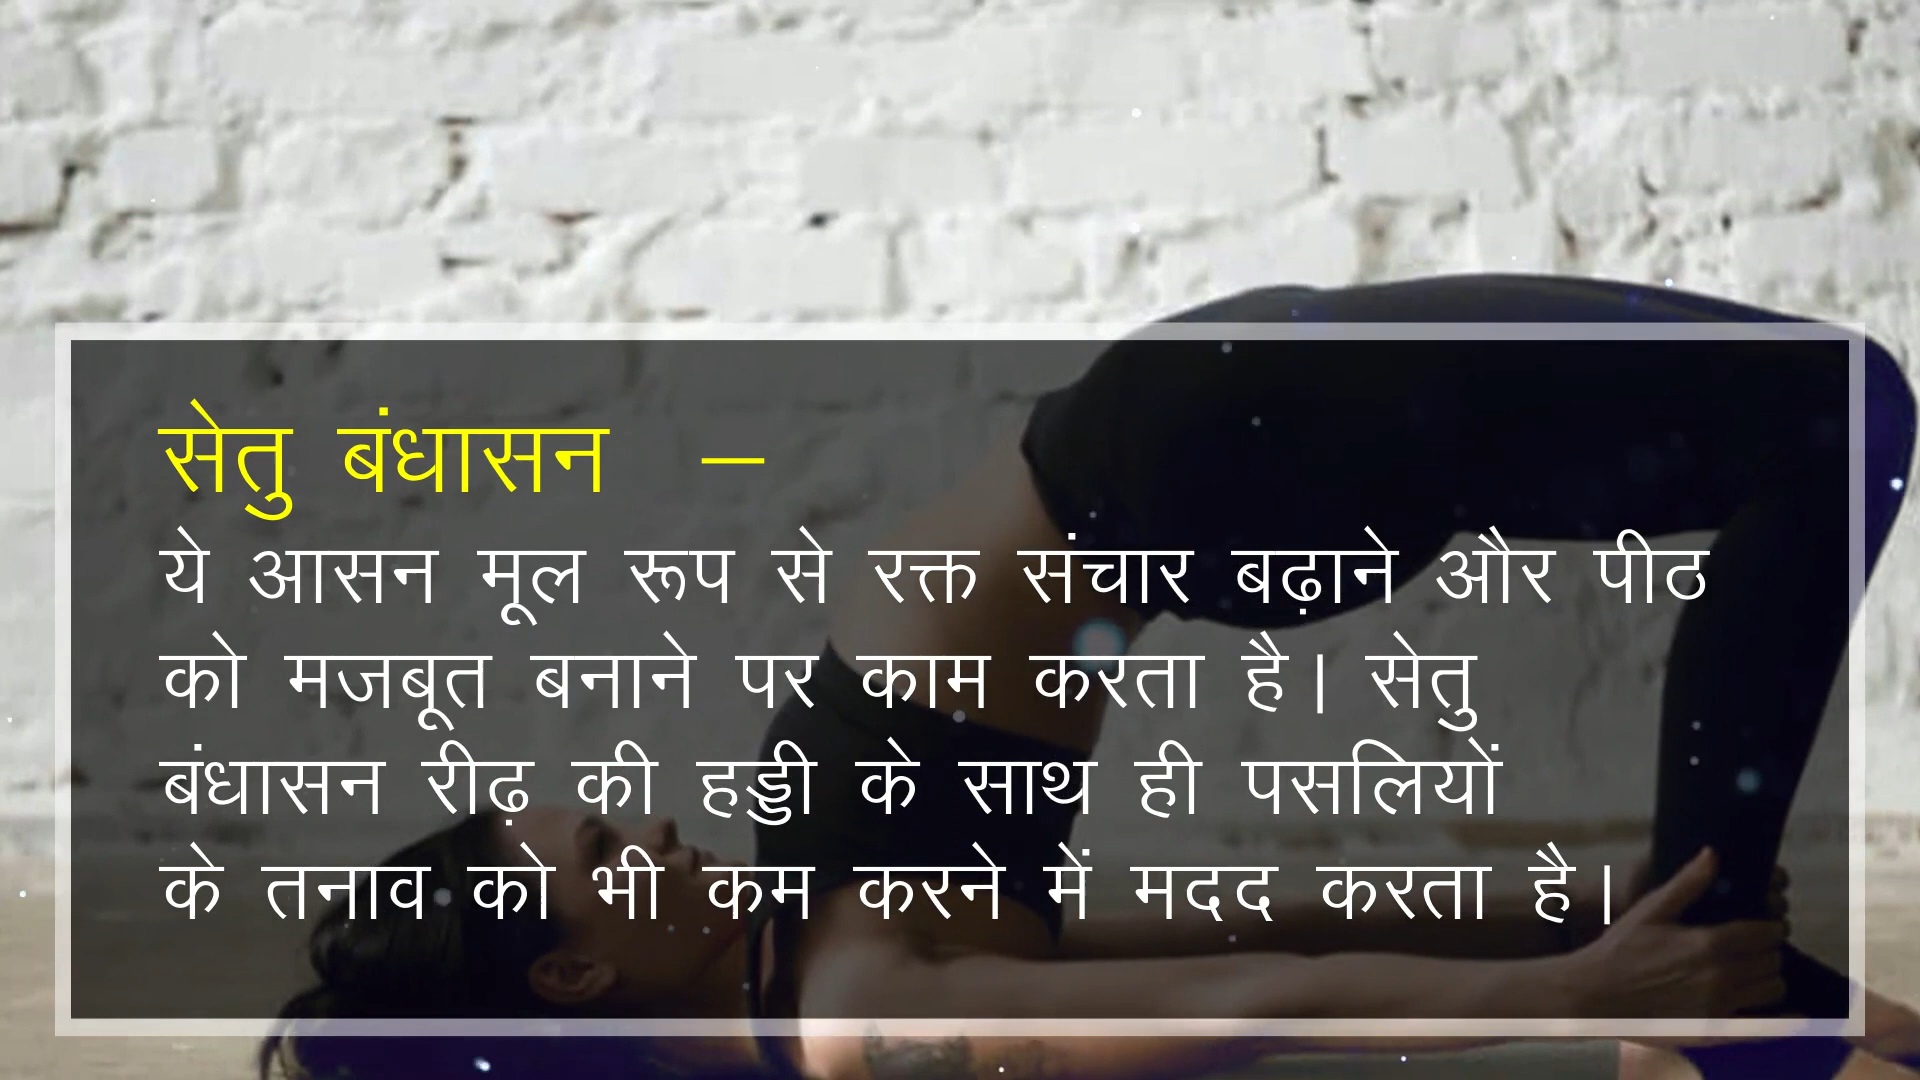 सेतु बंधासन –
ये आसन मूल रूप से रक्त संचार बढ़ाने और पीठ
को मजबूत बनाने पर काम करता है। सेतु
बंधासन रीढ़ की हड्डी के साथ ही पसलियों
के तनाव को भी कम करने में मदद करता है।